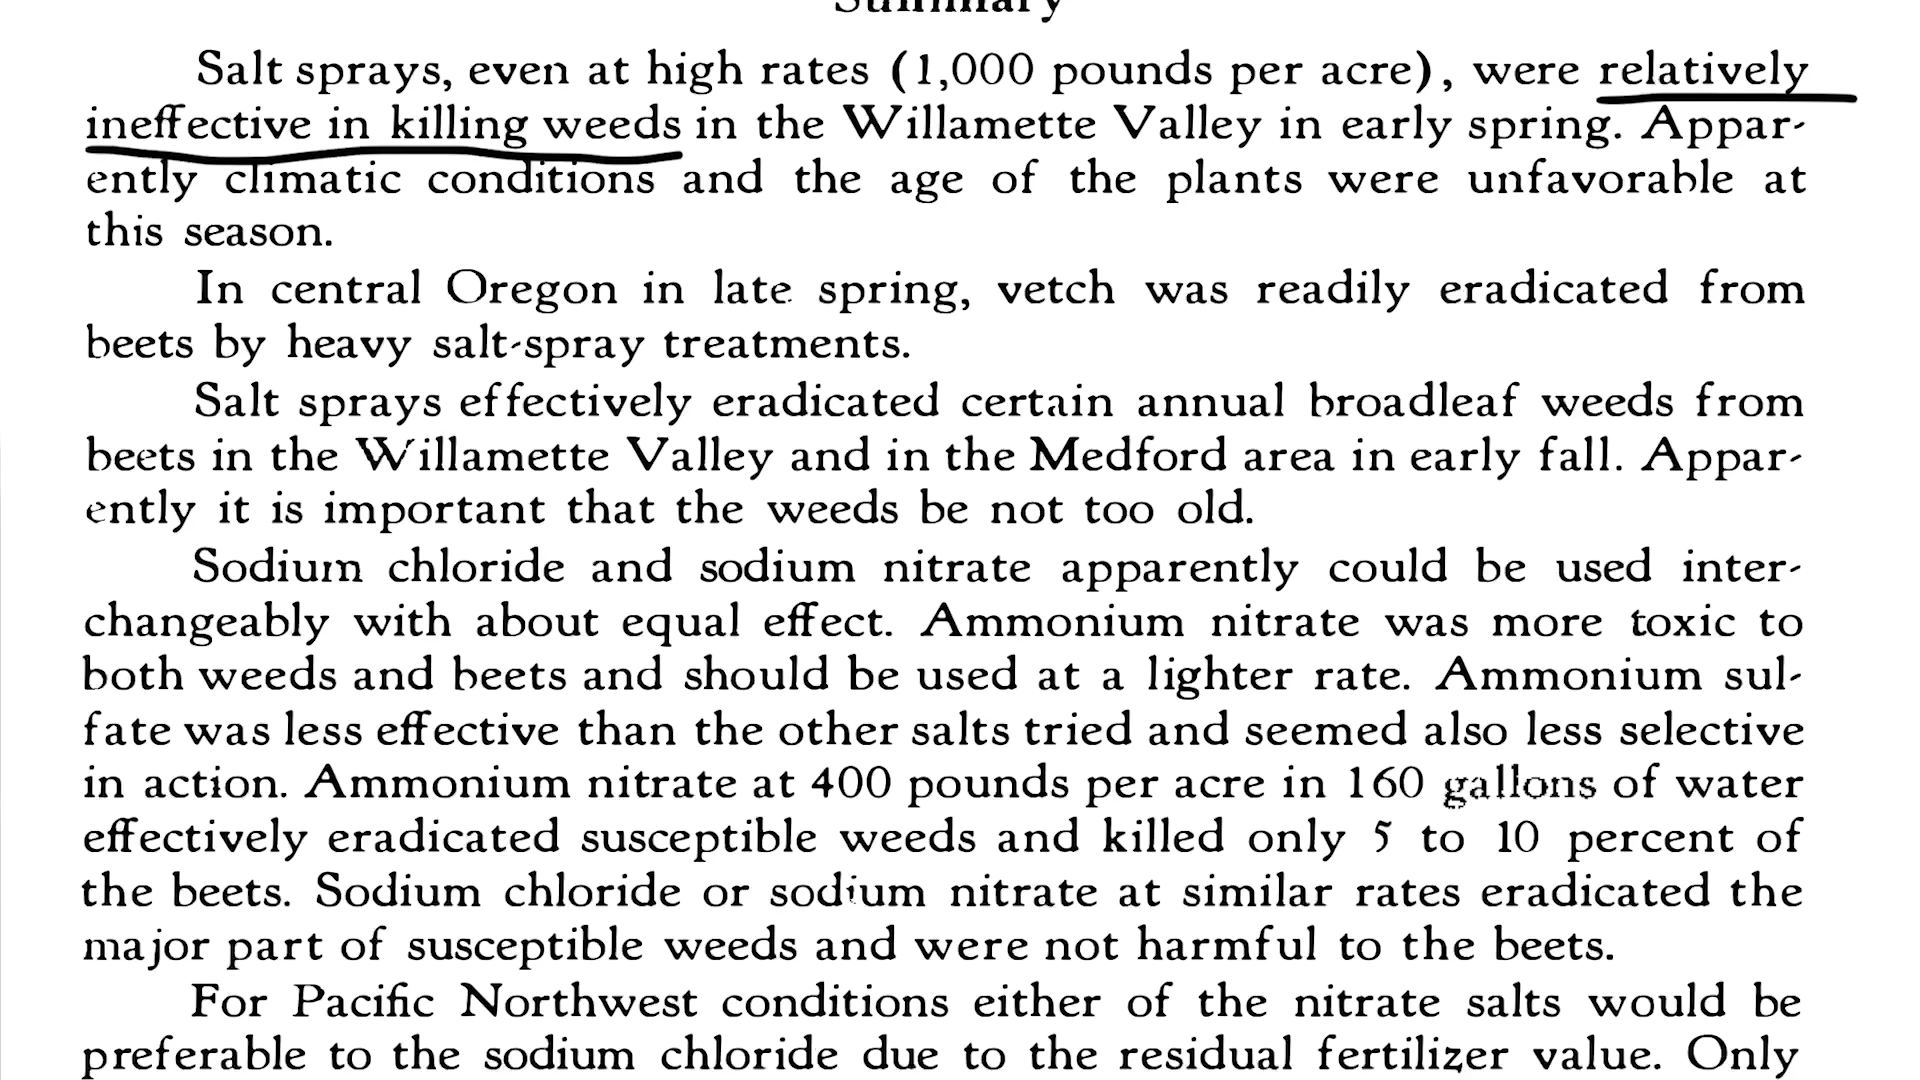 Summary
Salt sprays, even at high rates (1,000 pounds per acre), were relatively
ineffective in killing weeds in the Willamette Valley in early spring. Appar-
ently climatic conditions and the age of the plants were unfavorable at
this season.
In central Oregon in late spring, vetch was readily eradicated from
beets by heavy salt-spray treatments.
Salt sprays effectively eradicated certain annual broadleaf weeds from
beets in the Willamette Valley and in the Medford area in early fall. Appar-
ently it is important that the weeds be not too old.
Sodium chloride and sodium nitrate apparently could be used inter-
changeably with about equal effect. Ammonium nitrate was more toxic to
both weeds and beets and should be used at a lighter rate. Ammonium sul-
fate was less effective than the other salts tried and seemed also less selective
in action. Ammonium nitrate at 400 pounds per acre in 160 gallons of water
effectively eradicated susceptible weeds and killed only 5 to 10 percent of
the beets. Sodium chloride or sodium nitrate at similar rates eradicated the
major part of susceptible weeds and were not harmful to the beets.
For Pacific Northwest conditions either of the nitrate salts would be
preferable to the sodium chloride due to the residual fertilizer value. Only